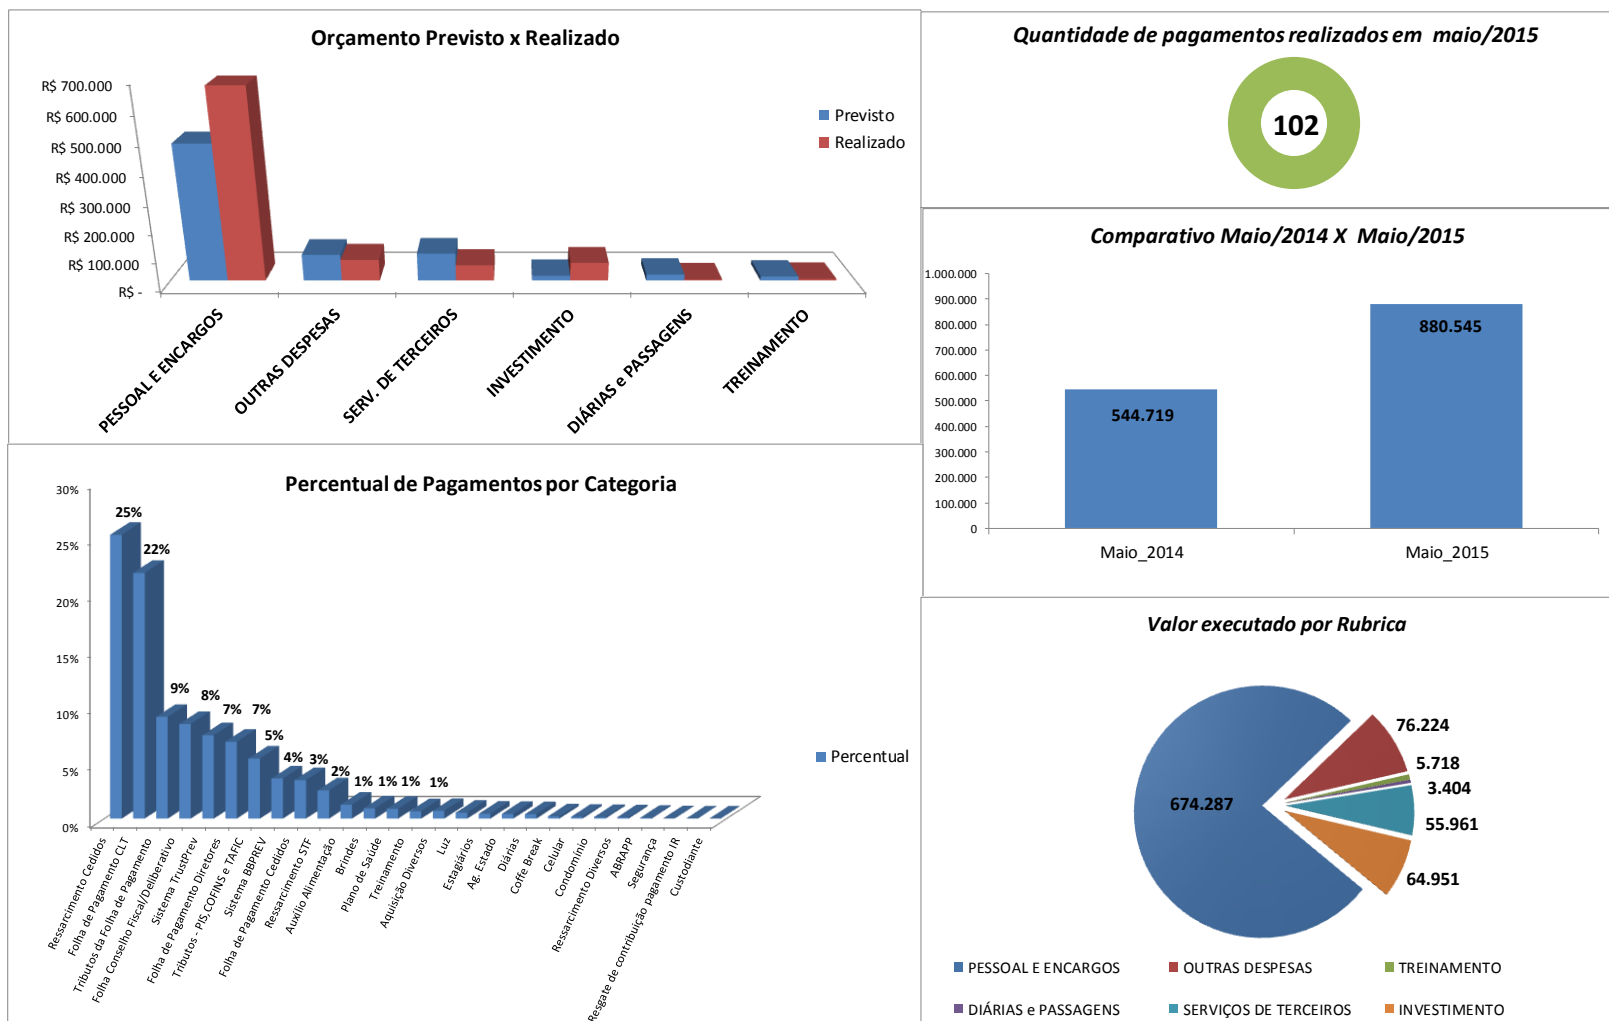 Orçamento Previsto x Realizado
R$ 700.000
R$ 600.000
R$ 500.000
R$ 400.000
R$ 300.000
R$ 200.000
R$ 100.000
R$ -
PESSOAL E ENCARGOS
OUTRAS DESPESAS
SERV. DE TERCEIROS
INVESTIMENTO
DIÁRIAS e PASSAGENS
TREINAMENTO
Previsto
Realizado
Quantidade de pagamentos realizados em maio/2015
102
Comparativo Maio/2014 X Maio/2015
1.000.000
900.000
800.000
700.000
600.000
500.000
400.000
300.000
200.000
100.000
0
544.719
880.545
Maio_2014
Maio_2015
Percentual de Pagamentos por Categoria
30%
25%
20%
15%
10%
5%
0%
25%
22%
9%
8%
7%
7%
5%
4%
3%
2%
1%
1%
1%
1%
Ressarcimento Cedidos
Folha de Pagamento CLT
Tributos da Folha de Pagamento
Folha Conselho Fiscal/Deliberativo
Sistema TrustPrev
Folha de Pagamento Diretores
Tributos - PIS,COFINS e TAFIC
Sistema BBPREV
Folha de Pagamento Cedidos
Ressarcimento STF
Auxílio Alimentação
Brindes
Plano de Saúde
Treinamento
Aquisição Diversos
Luz
Estagiários
Ag. Estado
Diárias
Coffe Break
Celular
Condomínio
Ressarcimento Diversos
ABRAPP
Segurança
Resgate de contribuição pagamento IR
Custodiante
Percentual
Valor executado por Rubrica
674.287
76.224
5.718
3.404
55.961
64.951
PESSOAL E ENCARGOS
OUTRAS DESPESAS
TREINAMENTO
DIÁRIAS e PASSAGENS
SERVIÇOS DE TERCEIROS
INVESTIMENTO